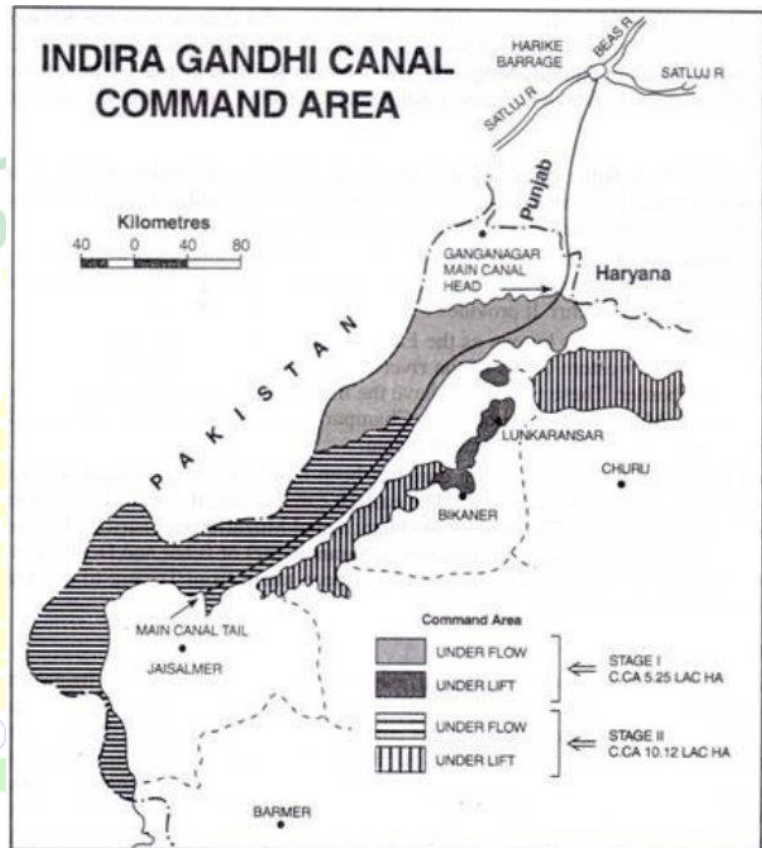 INDIRA GANDHI CANAL
COMMAND AREA
HARIKE
BARRAGE
BEAS R
SATLUJ R
SATLUJ R
Punjab
Kilometres
40 0 40 80
GANGANAGAR
MAIN CANAL
HEAD
Haryana
PAKISTAN
LUNKARANSAR
CHURU
BIKANER
MAIN CANAL TAIL
JAISALMER
BARMER
Command Area
UNDER FLOW
UNDER LIFT
STAGE I
C.CA 5.25 LAC HA
UNDER FLOW
UNDER LIFT
STAGE II
C.CA 10.12 LAC HA